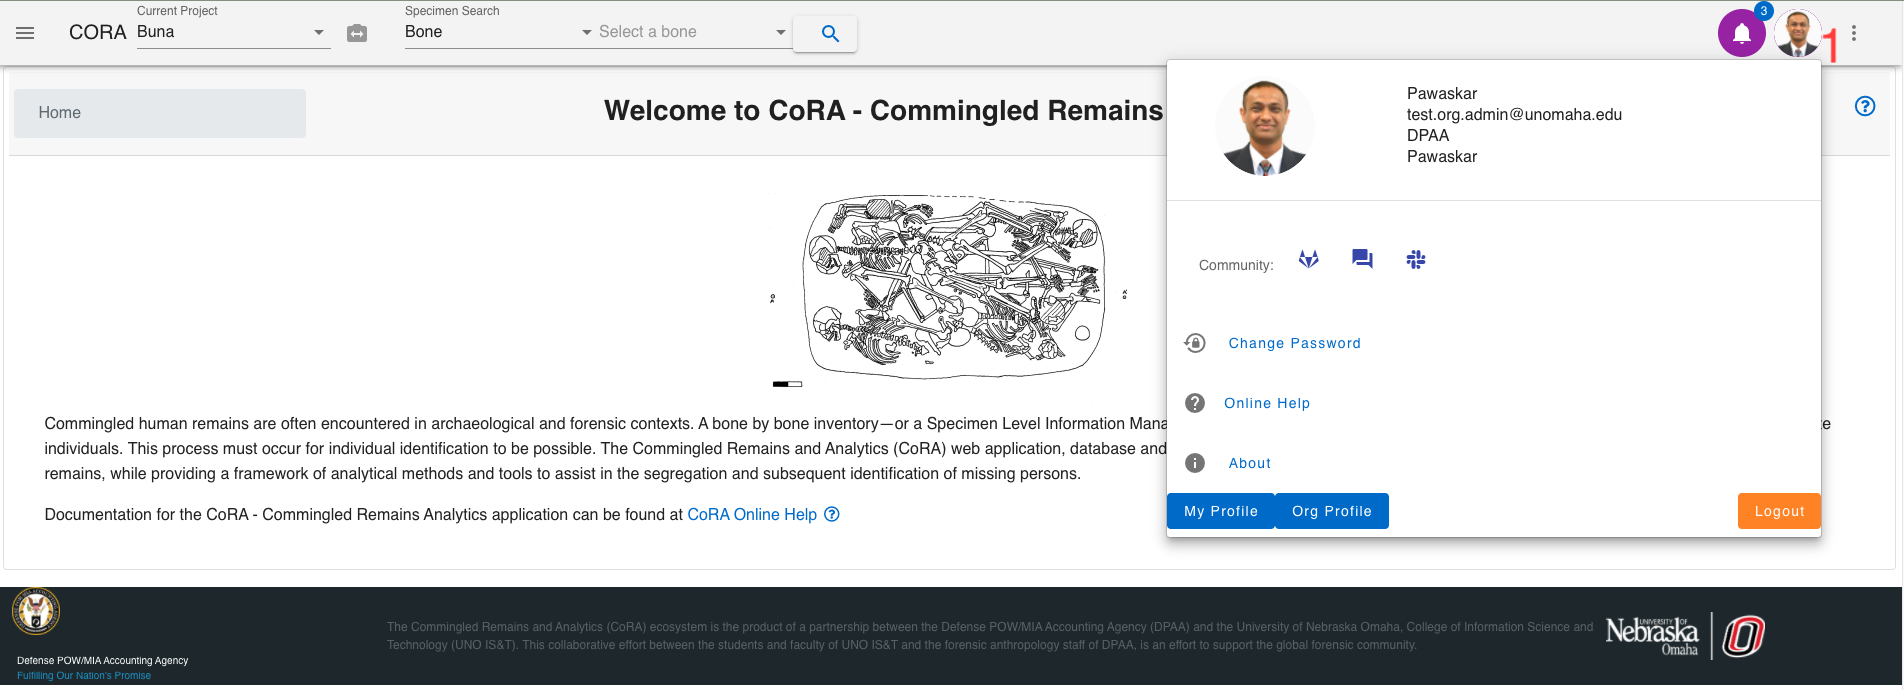 Current Project
Specimen Search
CORA
Buna
Bone
Select a bone
3
1
Home
Welcome to CoRA - Commingled Remains
Pawaskar
test.org.admin@unomaha.edu
DPAA
Pawaskar
Community:
Change Password
Online Help
About
My Profile
Org Profile
Logout
Commingled human remains are often encountered in archaeological and forensic contexts. A bone by bone inventory—or a Specimen Level Information Mana
individuals. This process must occur for individual identification to be possible. The Commingled Remains and Analytics (CoRA) web application, database and
remains, while providing a framework of analytical methods and tools to assist in the segregation and subsequent identification of missing persons.
Documentation for the CoRA - Commingled Remains Analytics application can be found at CoRA Online Help
The Commingled Remains and Analytics (CoRA) ecosystem is the product of a partnership between the Defense POW/MIA Accounting Agency (DPAA) and the University of Nebraska Omaha, College of Information Science and
Technology (UNO IS&T). This collaborative effort between the students and faculty of UNO IS&T and the forensic anthropology staff of DPAA, is an effort to support the global forensic community.
Defense POW/MIA Accounting Agency
Fulfilling Our Nation's Promise
UNIVERSITY OF
Nebraska
Omaha